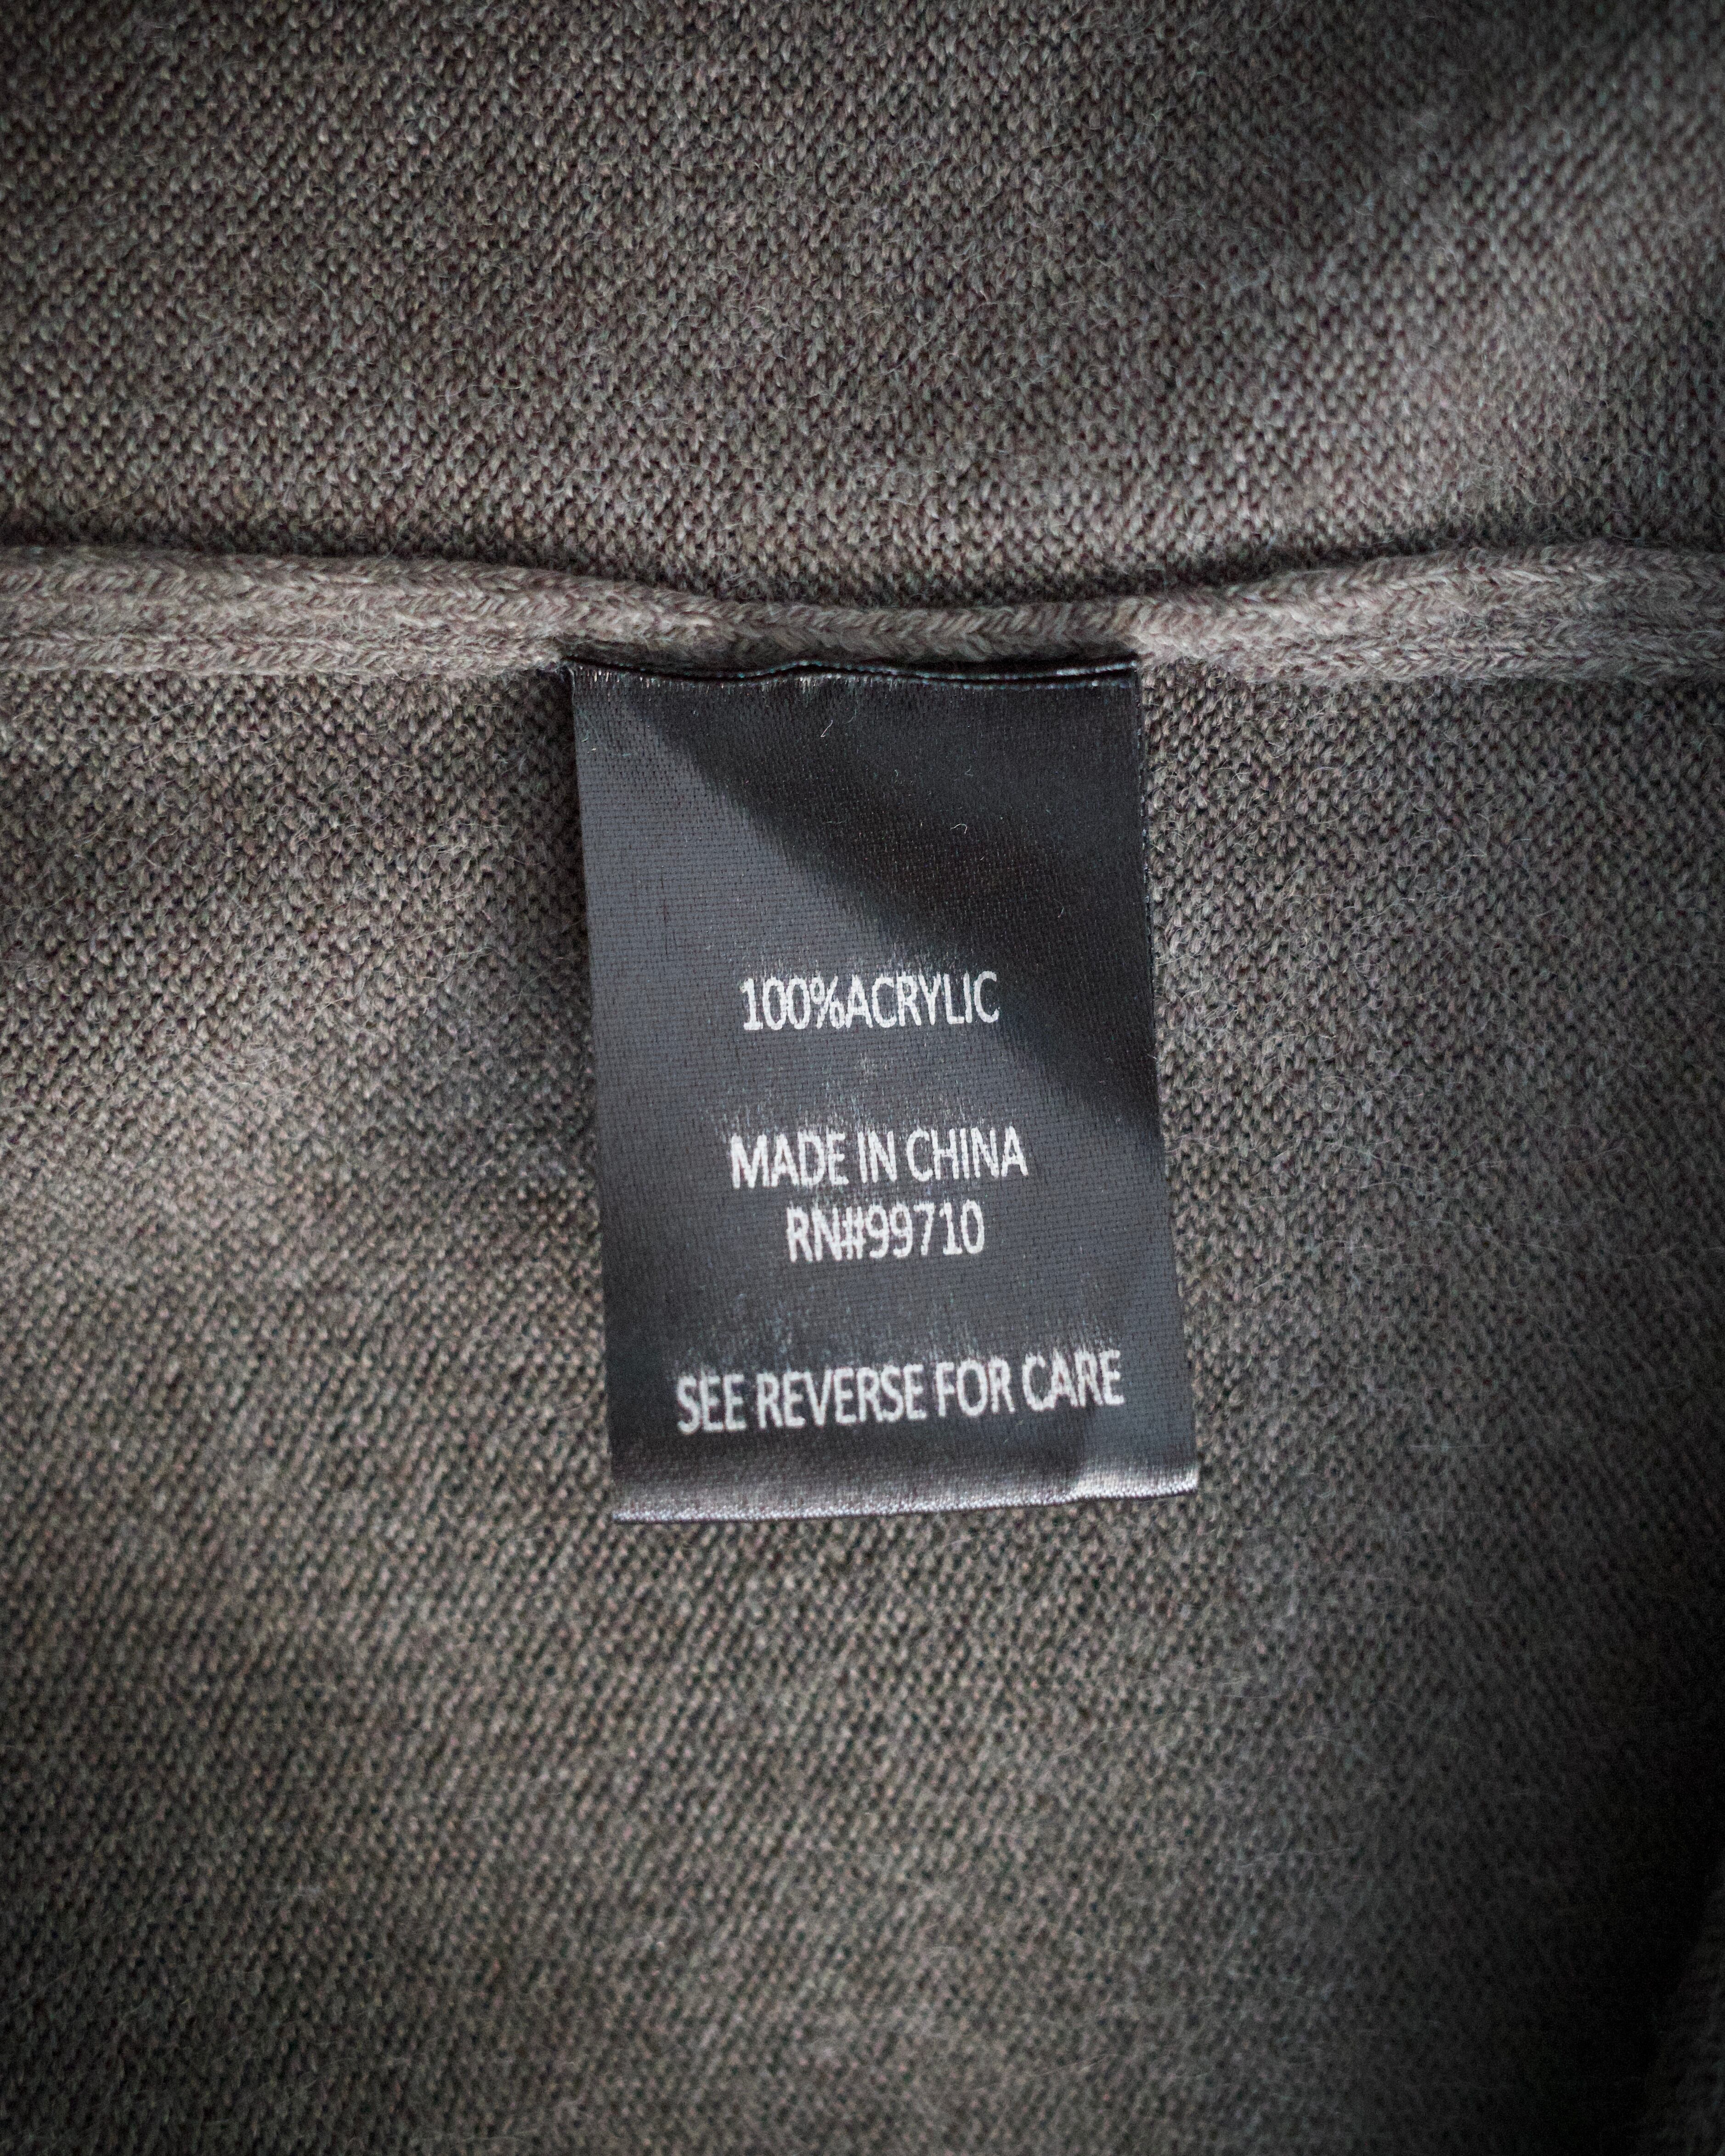 100%ACRYLIC
MADE IN CHINA
RN#99710
SEE REVERSE FOR CARE